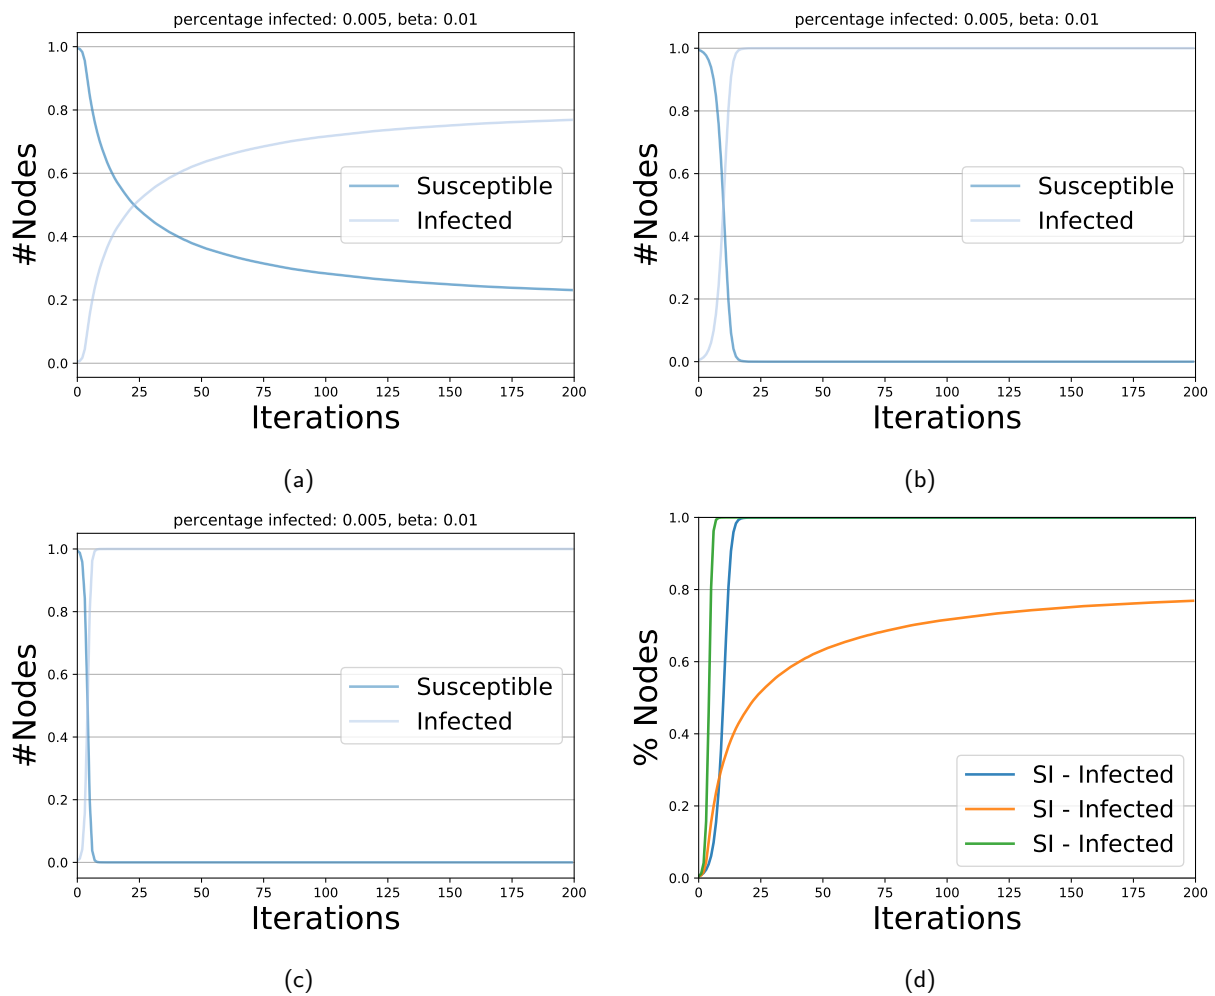 percentage infected: 0.005, beta: 0.01
1.0
0.8
0.6
0.4
0.2
0.0
#Nodes
Susceptible
Infected
0 25 50 75 100 125 150 175 200
Iterations
(a)
percentage infected: 0.005, beta: 0.01
1.0
0.8
0.6
0.4
0.2
0.0
#Nodes
Susceptible
Infected
0 25 50 75 100 125 150 175 200
Iterations
(b)
percentage infected: 0.005, beta: 0.01
1.0
0.8
0.6
0.4
0.2
0.0
#Nodes
Susceptible
Infected
0 25 50 75 100 125 150 175 200
Iterations
(c)
1.0
0.8
0.6
0.4
0.2
0.0
% Nodes
SI - Infected
SI - Infected
SI - Infected
0 25 50 75 100 125 150 175 200
Iterations
(d)